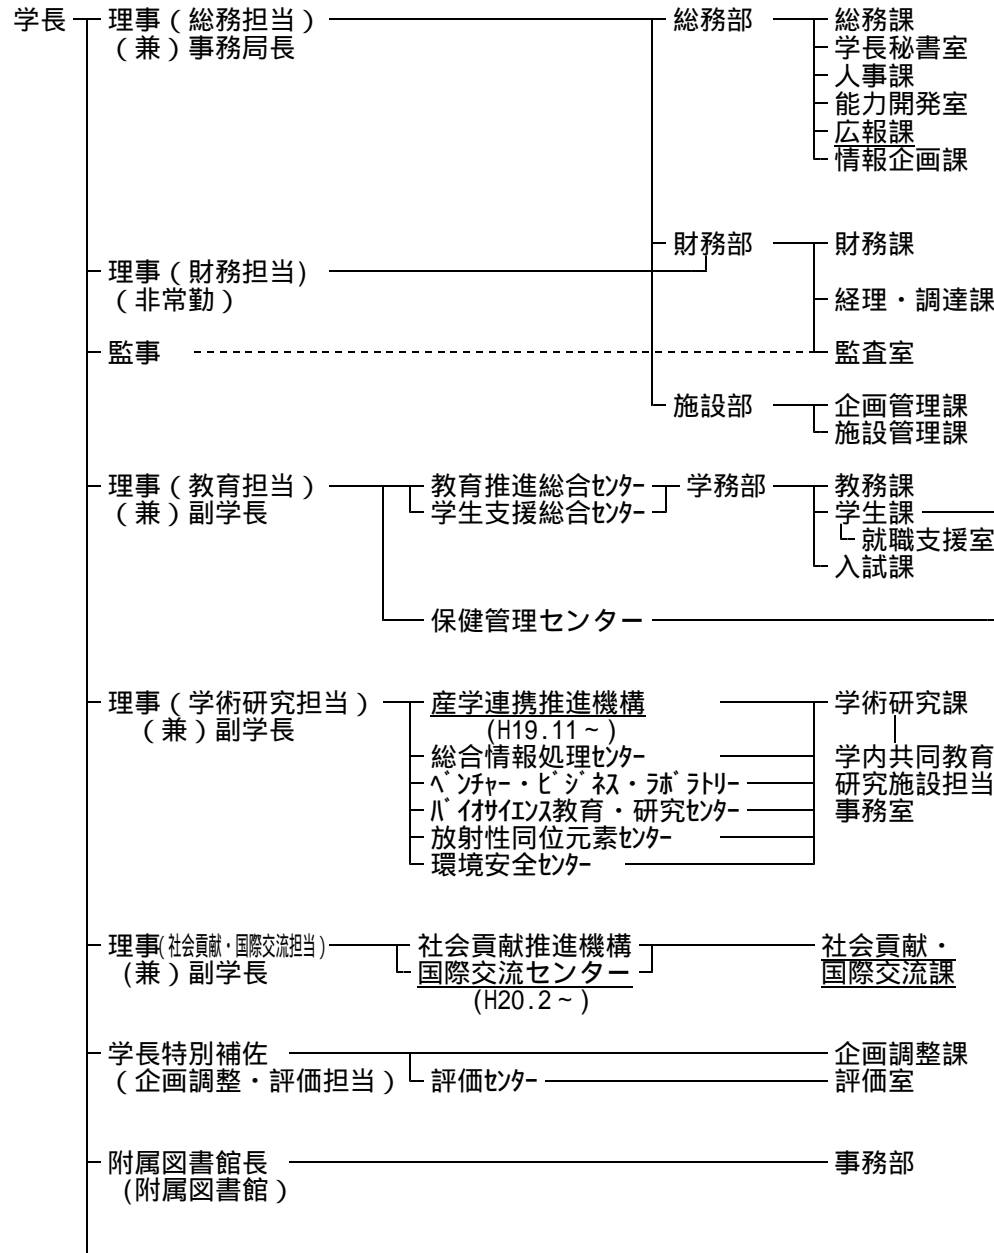 学長 理事（総務担当） 総務部 総務課
（兼）事務局長 学長秘書室
人事課
能力開発室
広報課
情報企画課
財務部 財務課
理事（財務担当)
（非常勤） 経理・調達課
監事 監査室
施設部 企画管理課
施設管理課
理事（教育担当） 教育推進総合ｾﾝﾀｰ 学務部 教務課
（兼）副学長 学生支援総合ｾﾝﾀｰ 学生課
就職支援室
入試課
保健管理センター
理事（学術研究担当） 産学連携推進機構 学術研究課
（兼）副学長 (H19.11～)
総合情報処理ｾﾝﾀｰ 学内共同教育
ﾍﾞﾝﾁｬｰ・ﾋﾞｼﾞﾈｽ・ﾗﾎﾞﾗﾄﾘｰ 研究施設担当
ﾊﾞｲｵｻｲｴﾝｽ教育・研究ｾﾝﾀｰ 事務室
放射性同位元素ｾﾝﾀｰ
環境安全ｾﾝﾀｰ
理事(社会貢献・国際交流担当) 社会貢献推進機構 社会貢献・
(兼）副学長 国際交流センター 国際交流課
(H20.2～)
学長特別補佐 企画調整課
（企画調整・評価担当） 評価ｾﾝﾀｰ 評価室
附属図書館長 事務部
(附属図書館）